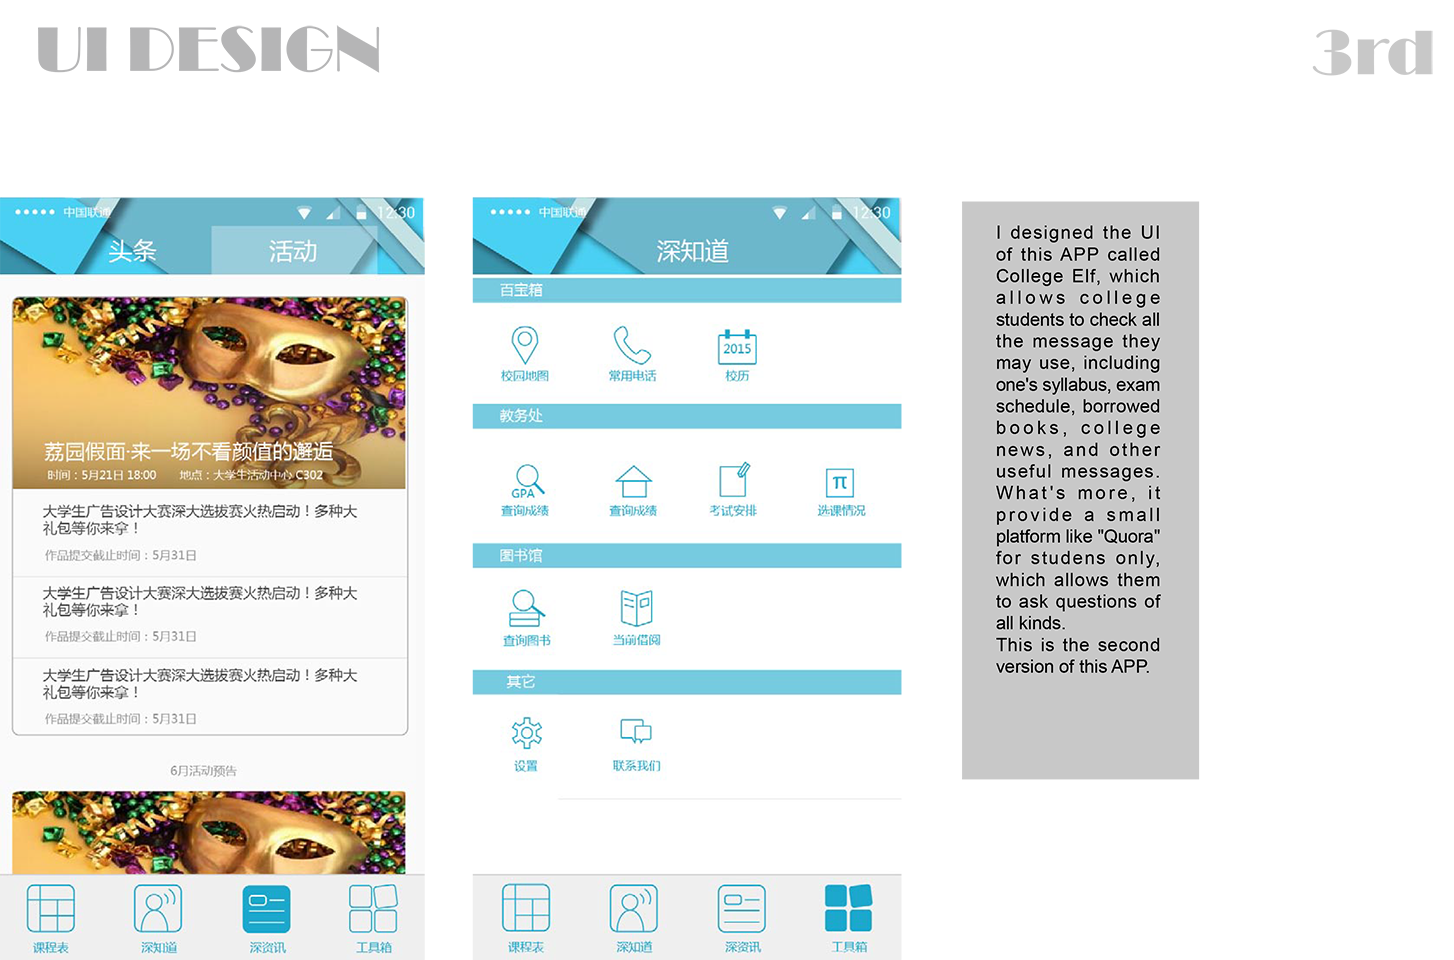 UI DESIGN
3rd
中国联通
12:30
头条
活动
荔园假面·来一场不看颜值的邂逅
时间：5月21日 18:00 地点：大学生活动中心 C302
大学生广告设计大赛深大选拔赛火热启动！多种大
礼包等你来拿！
作品提交截止时间：5月31日
大学生广告设计大赛深大选拔赛火热启动！多种大
礼包等你来拿！
作品提交截止时间：5月31日
大学生广告设计大赛深大选拔赛火热启动！多种大
礼包等你来拿！
作品提交截止时间：5月31日
6月活动预告
课程表
深知道
深资讯
工具箱
中国联通
12:30
深知道
百宝箱
2015
校园地图
常用电话
校历
教务处
GPA
π
查询成绩
查询成绩
考试安排
选课情况
图书馆
查询图书
当前借阅
其它
设置
联系我们
课程表
深知道
深资讯
工具箱
I designed the UI
of this APP called
College Elf, which
allows college
students to check all
the message they
may use, including
one's syllabus, exam
schedule, borrowed
books, college
news, and other
useful messages.
What's more, it
provide a small
platform like "Quora"
for studens only,
which allows them
to ask questions of
all kinds.
This is the second
version of this APP.